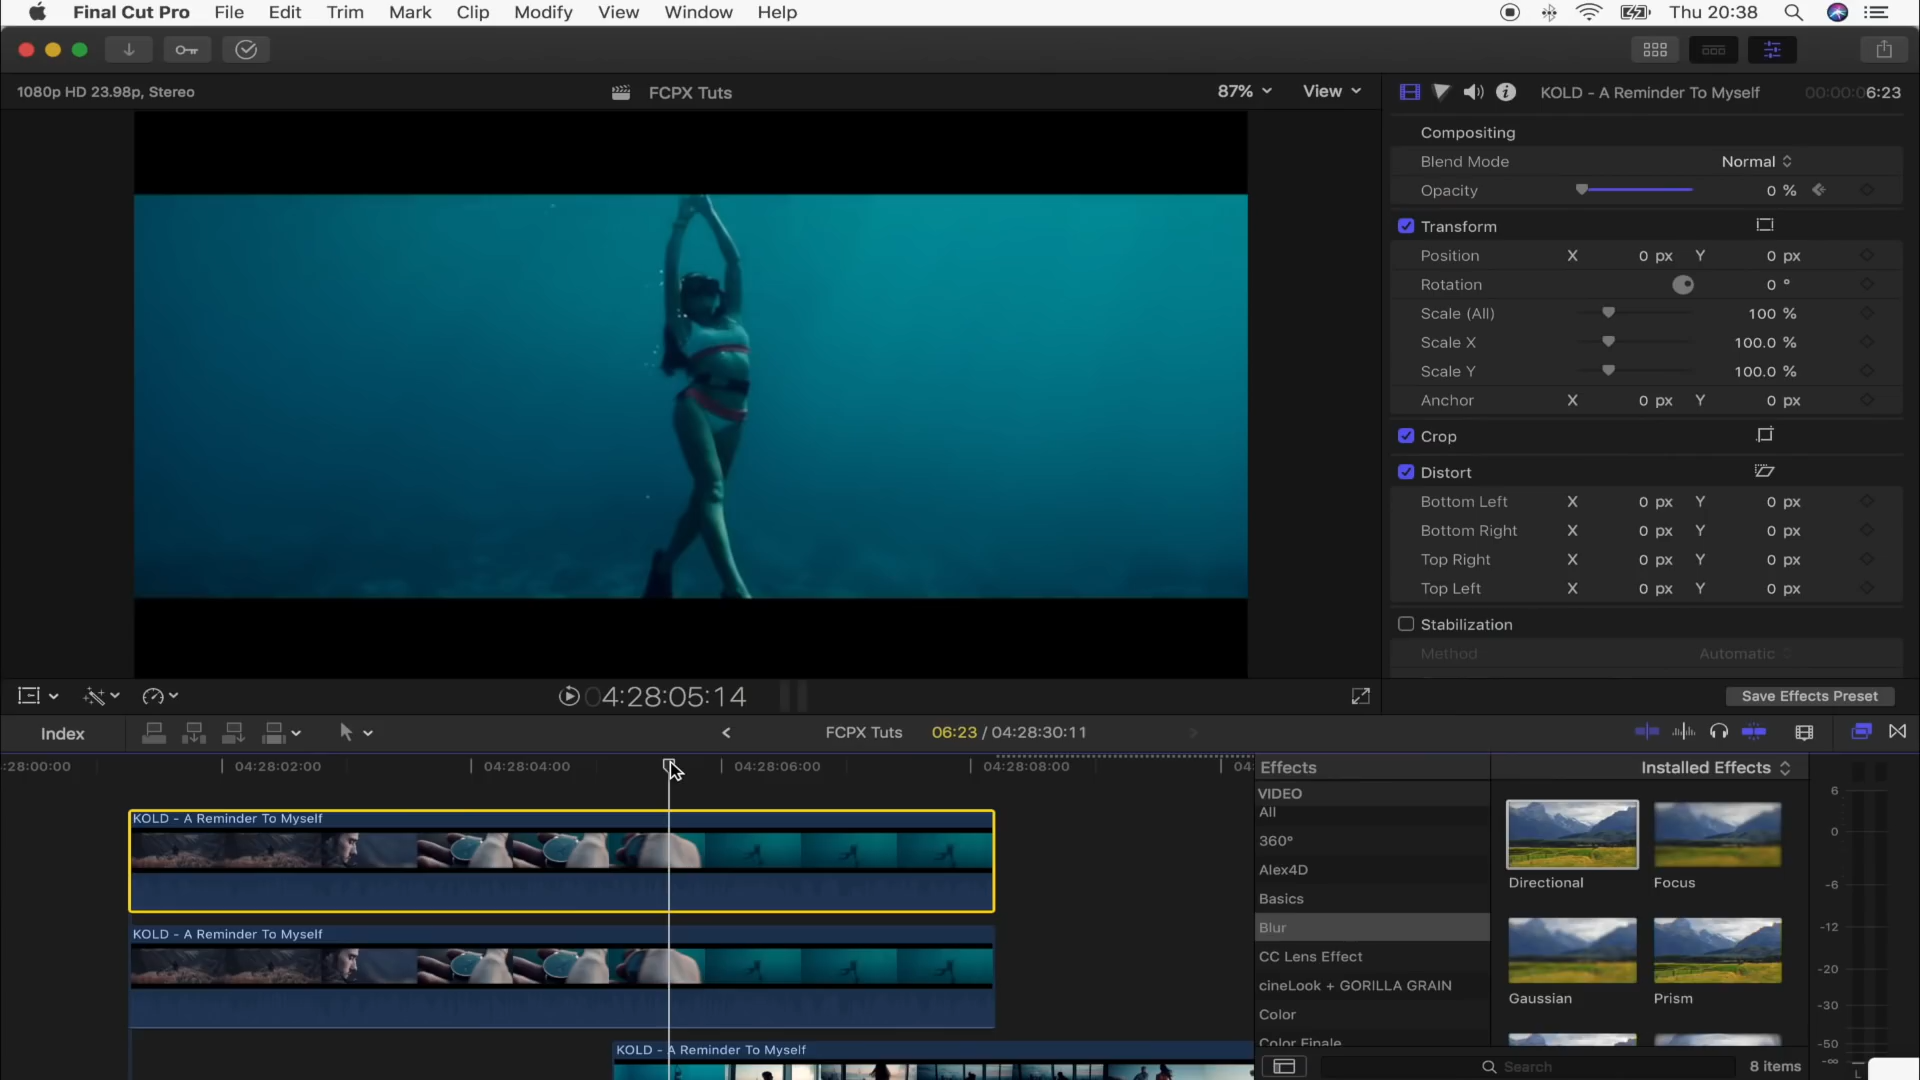 Final Cut Pro File Edit Trim Mark Clip Modify View Window Help Thu 20:38
1080p HD 23.98p, Stereo FCPX Tuts 87% View KOLD - A Reminder To Myself 00:00:06:23
Compositing
Blend Mode Normal
Opacity 0 %
Transform
Position X 0 px Y 0 px
Rotation 0 °
Scale (All) 100 %
Scale X 100.0 %
Scale Y 100.0 %
Anchor X 0 px Y 0 px
Crop
Distort
Bottom Left X 0 px Y 0 px
Bottom Right X 0 px Y 0 px
Top Right X 0 px Y 0 px
Top Left X 0 px Y 0 px
Stabilization
Method Automatic
04:28:05:14 Save Effects Preset
Index FCPX Tuts 06:23 / 04:28:30:11
:28:00:00 04:28:02:00 04:28:04:00 04:28:06:00 04:28:08:00 04:
KOLD - A Reminder To Myself
KOLD - A Reminder To Myself
KOLD - A Reminder To Myself
Effects Installed Effects
VIDEO
All
360°
Alex4D
Basics
Blur
CC Lens Effect
cineLook + GORILLA GRAIN
Color
Color Finale
Directional Focus
Gaussian Prism
Search 8 items
6
0
-6
-12
-20
-30
-50
-∞
L